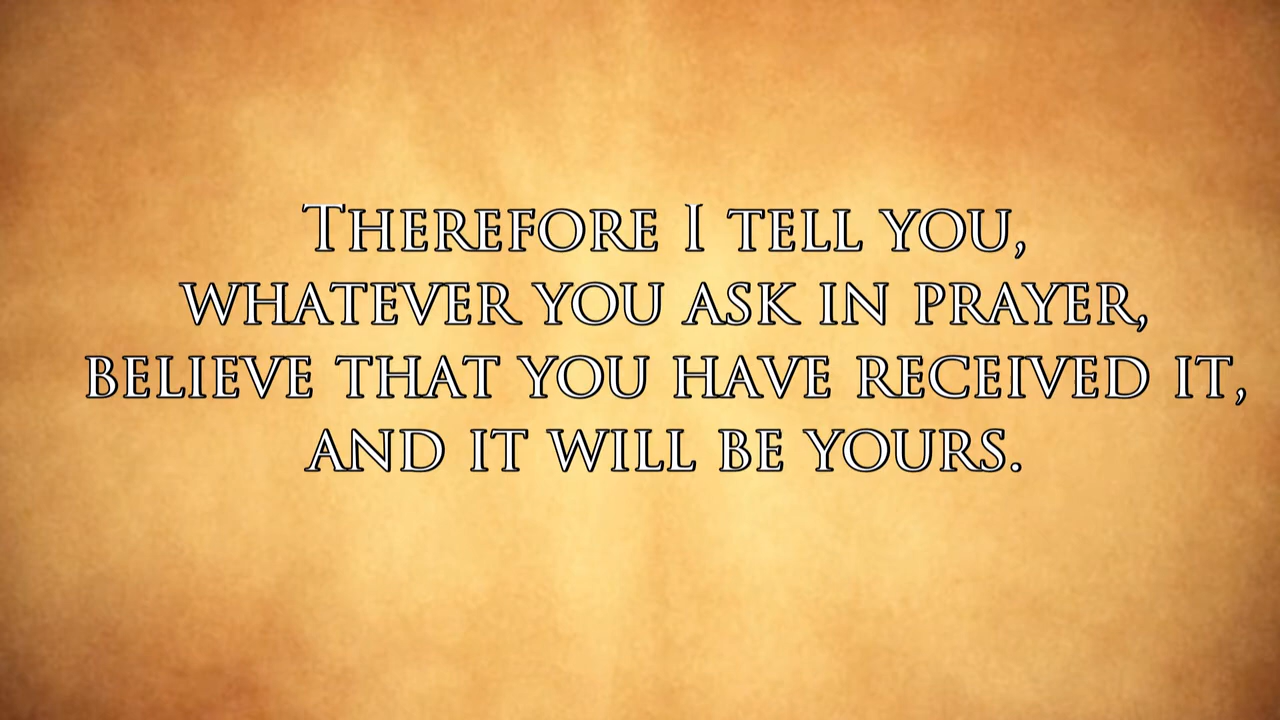 Therefore I tell you,
whatever you ask in prayer,
believe that you have received it,
and it will be yours.